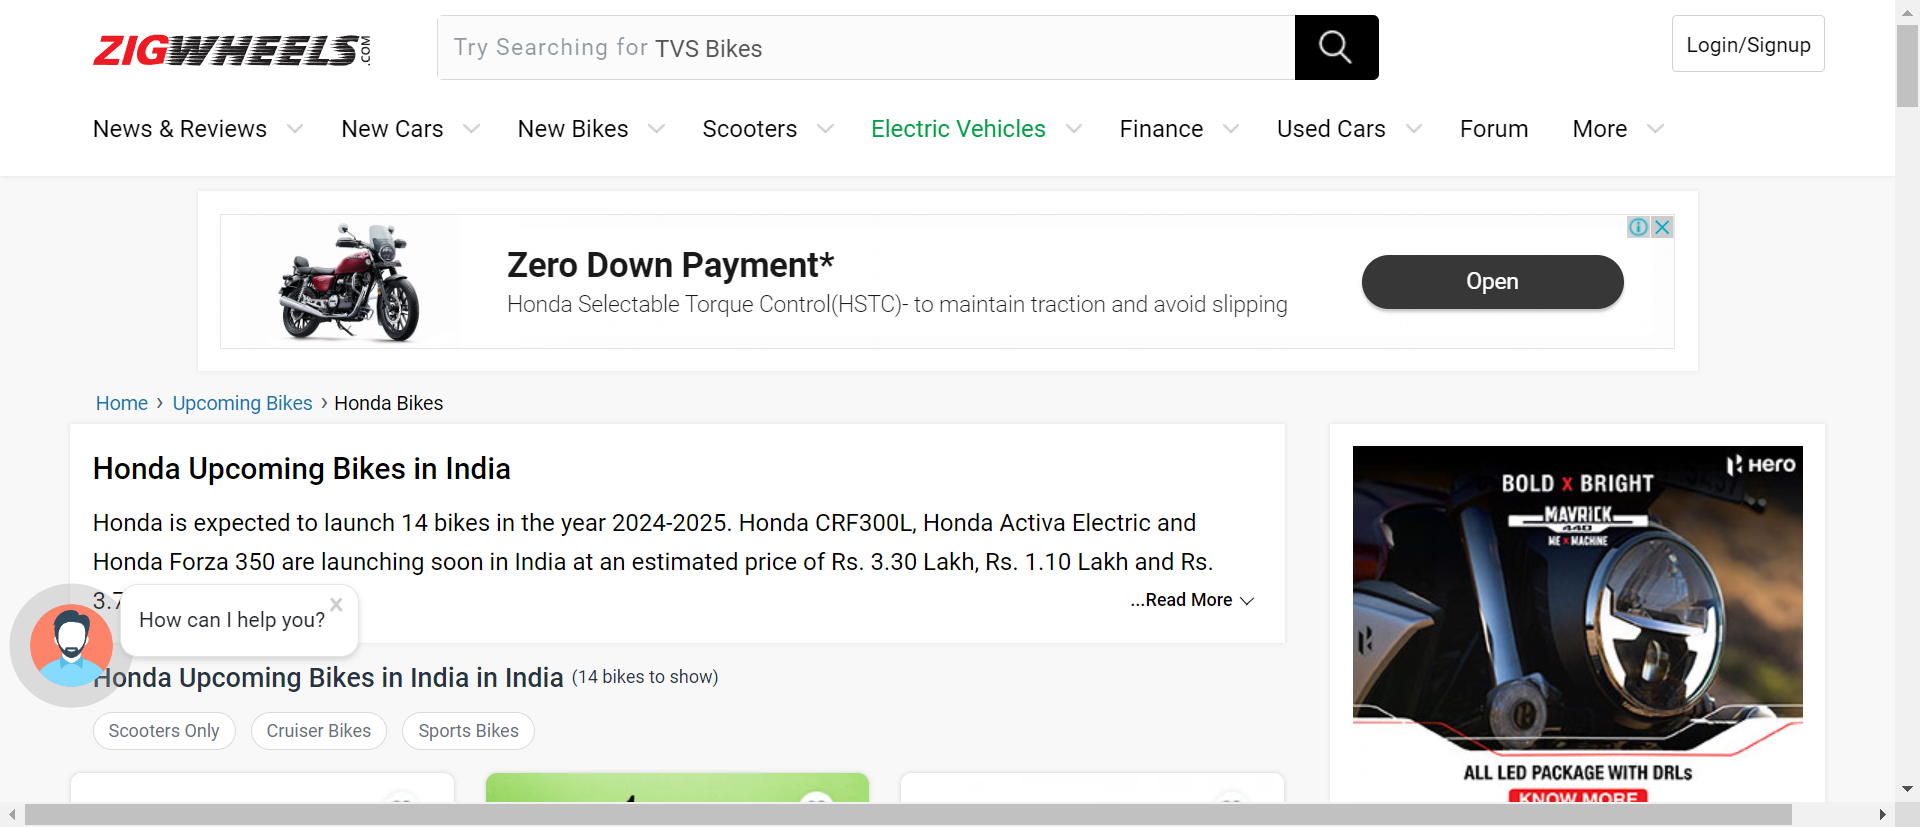 ZIGWHEELS.COM
Try Searching for TVS Bikes
Login/Signup
News & Reviews
New Cars
New Bikes
Scooters
Electric Vehicles
Finance
Used Cars
Forum
More
Zero Down Payment*
Honda Selectable Torque Control(HSTC)- to maintain traction and avoid slipping
Open
Home › Upcoming Bikes › Honda Bikes
Honda Upcoming Bikes in India
Honda is expected to launch 14 bikes in the year 2024-2025. Honda CRF300L, Honda Activa Electric and
Honda Forza 350 are launching soon in India at an estimated price of Rs. 3.30 Lakh, Rs. 1.10 Lakh and Rs.
3.7
...Read More
How can I help you?
Honda Upcoming Bikes in India in India (14 bikes to show)
Scooters Only
Cruiser Bikes
Sports Bikes
Hero
BOLD X BRIGHT
MAVRICK
440
ME X MACHINE
ALL LED PACKAGE WITH DRLs
KNOW MORE